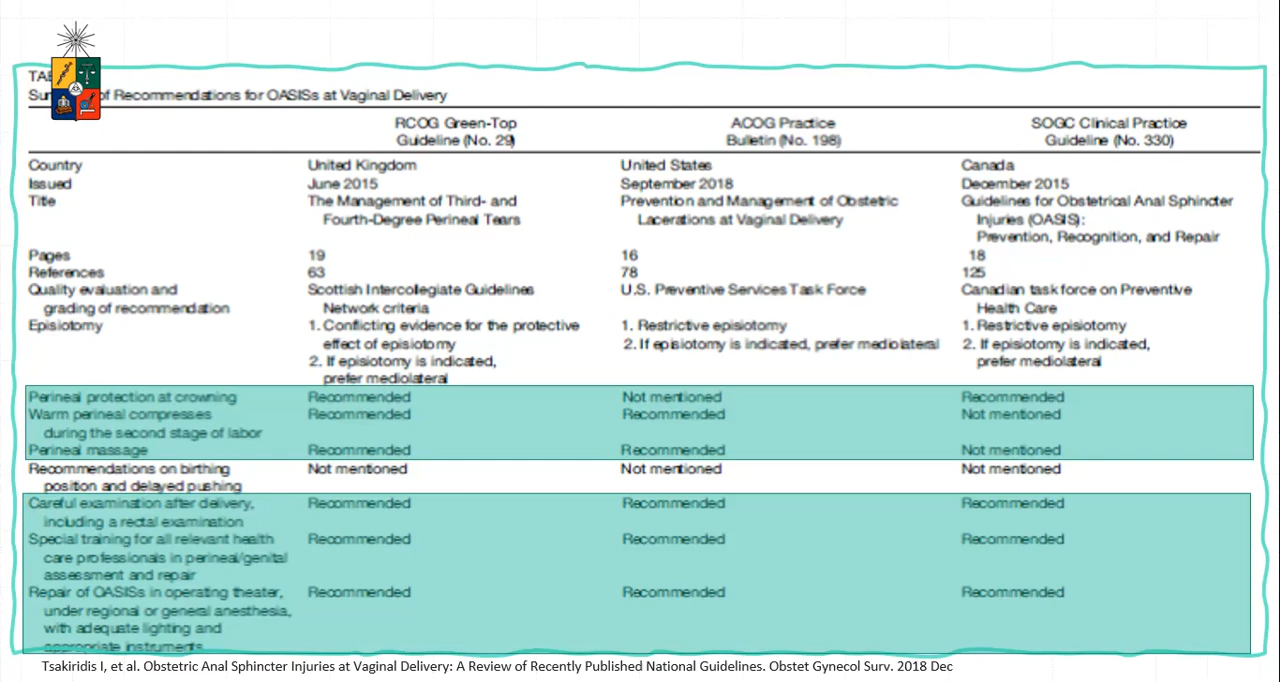 TAB
Sum of Recommendations for OASISs at Vaginal Delivery
RCOG Green-Top ACOG Practice SOGC Clinical Practice
Guideline (No. 29) Bulletin (No. 198) Guideline (No. 330)
Country United Kingdom United States Canada
Issued June 2015 September 2018 December 2015
Title The Management of Third- and Prevention and Management of Obstetric Guidelines for Obstetrical Anal Sphincter
Fourth-Degree Perineal Tears Lacerations at Vaginal Delivery Injuries (OASIS):
Prevention, Recognition, and Repair
Pages 19 16 18
References 63 78 125
Quality evaluation and Scottish Intercollegiate Guidelines U.S. Preventive Services Task Force Canadian task force on Preventive
grading of recommendation Network criteria Health Care
Episiotomy 1. Conflicting evidence for the protective 1. Restrictive episiotomy 1. Restrictive episiotomy
effect of episiotomy 2. If episiotomy is indicated, prefer mediolateral 2. If episiotomy is indicated,
2. If episiotomy is indicated, prefer mediolateral
prefer mediolateral
Perineal protection at crowning Recommended Not mentioned Recommended
Warm perineal compresses Recommended Recommended Not mentioned
during the second stage of labor
Perineal massage Recommended Recommended Not mentioned
Recommendations on birthing Not mentioned Not mentioned Not mentioned
position and delayed pushing
Careful examination after delivery, Recommended Recommended Recommended
including a rectal examination
Special training for all relevant health Recommended Recommended Recommended
care professionals in perineal/genital
assessment and repair
Repair of OASISs in operating theater, Recommended Recommended Recommended
under regional or general anesthesia,
with adequate lighting and
appropriate instruments
Tsakiridis I, et al. Obstetric Anal Sphincter Injuries at Vaginal Delivery: A Review of Recently Published National Guidelines. Obstet Gynecol Surv. 2018 Dec